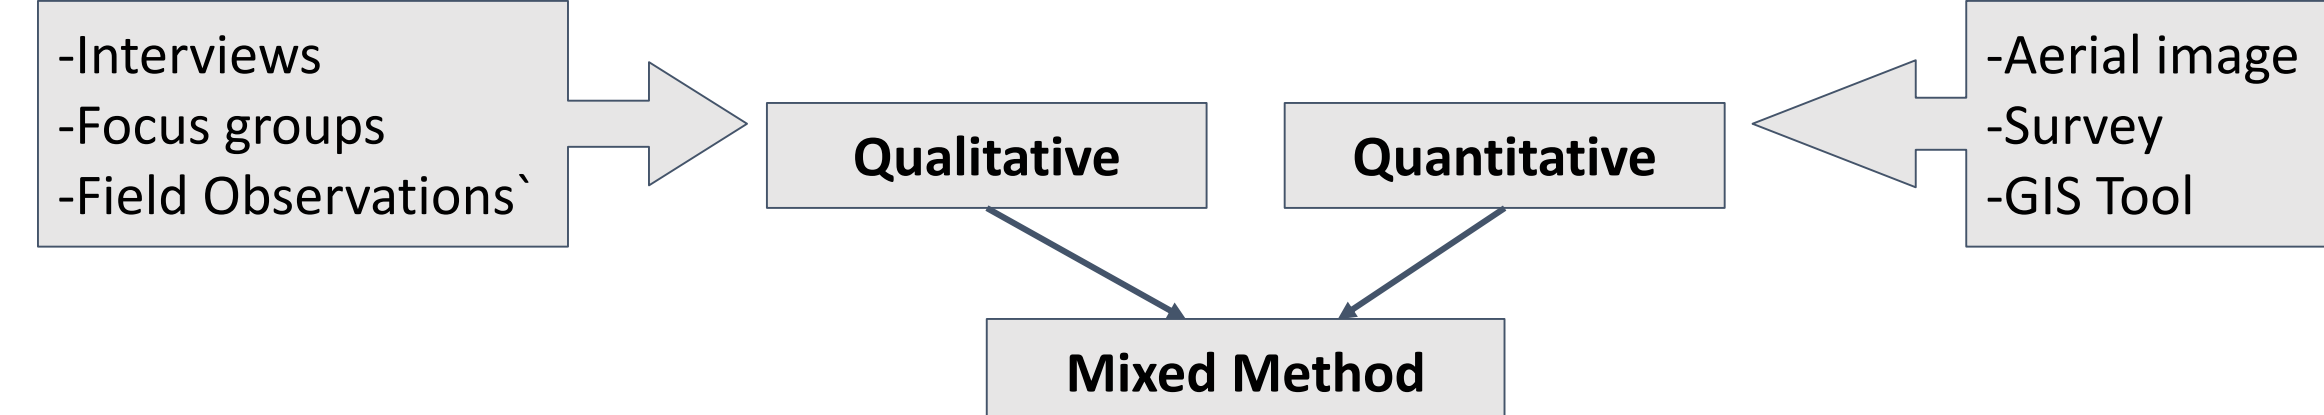 -Interviews
-Focus groups
-Field Observations`
Qualitative
Quantitative
-Aerial image
-Survey
-GIS Tool
Mixed Method